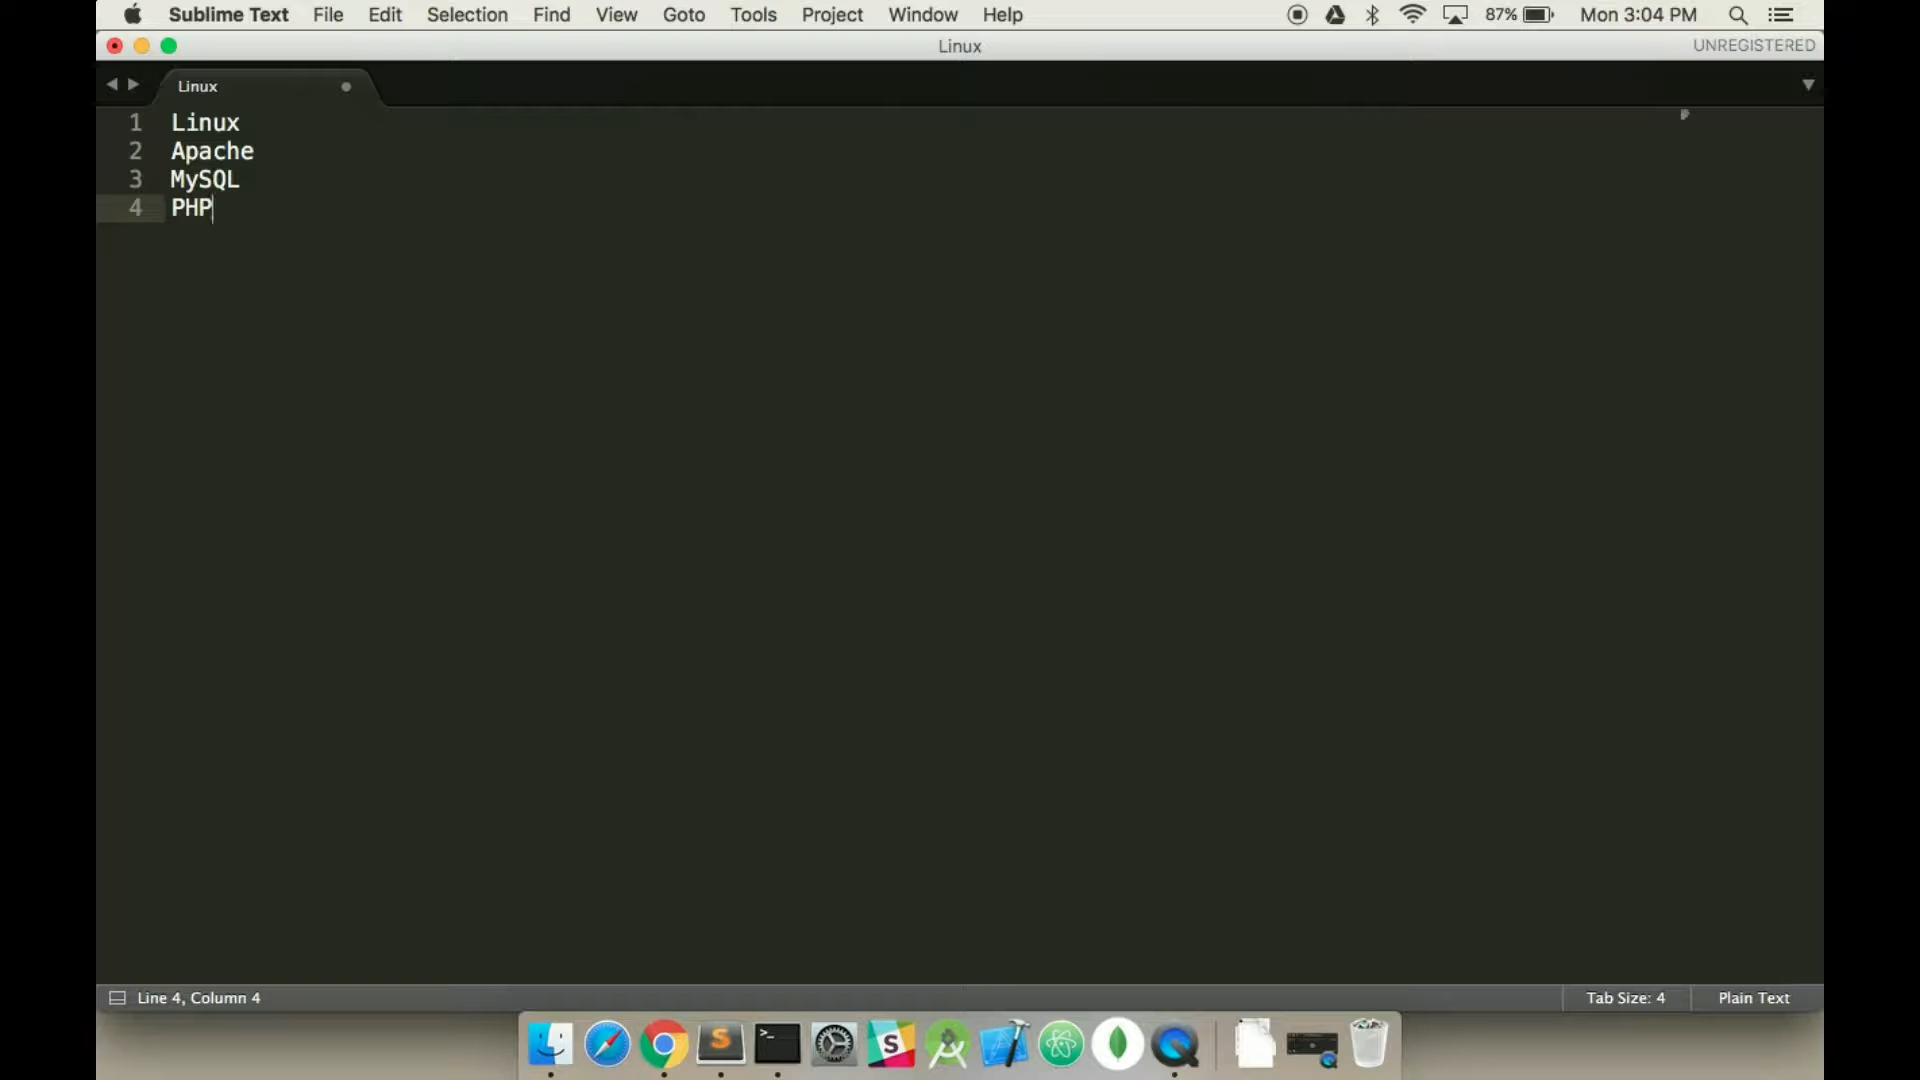 Sublime Text File Edit Selection Find View Goto Tools Project Window Help 87% Mon 3:04 PM
Linux UNREGISTERED
Linux
1 Linux
2 Apache
3 MySQL
4 PHP
Line 4, Column 4 Tab Size: 4 Plain Text